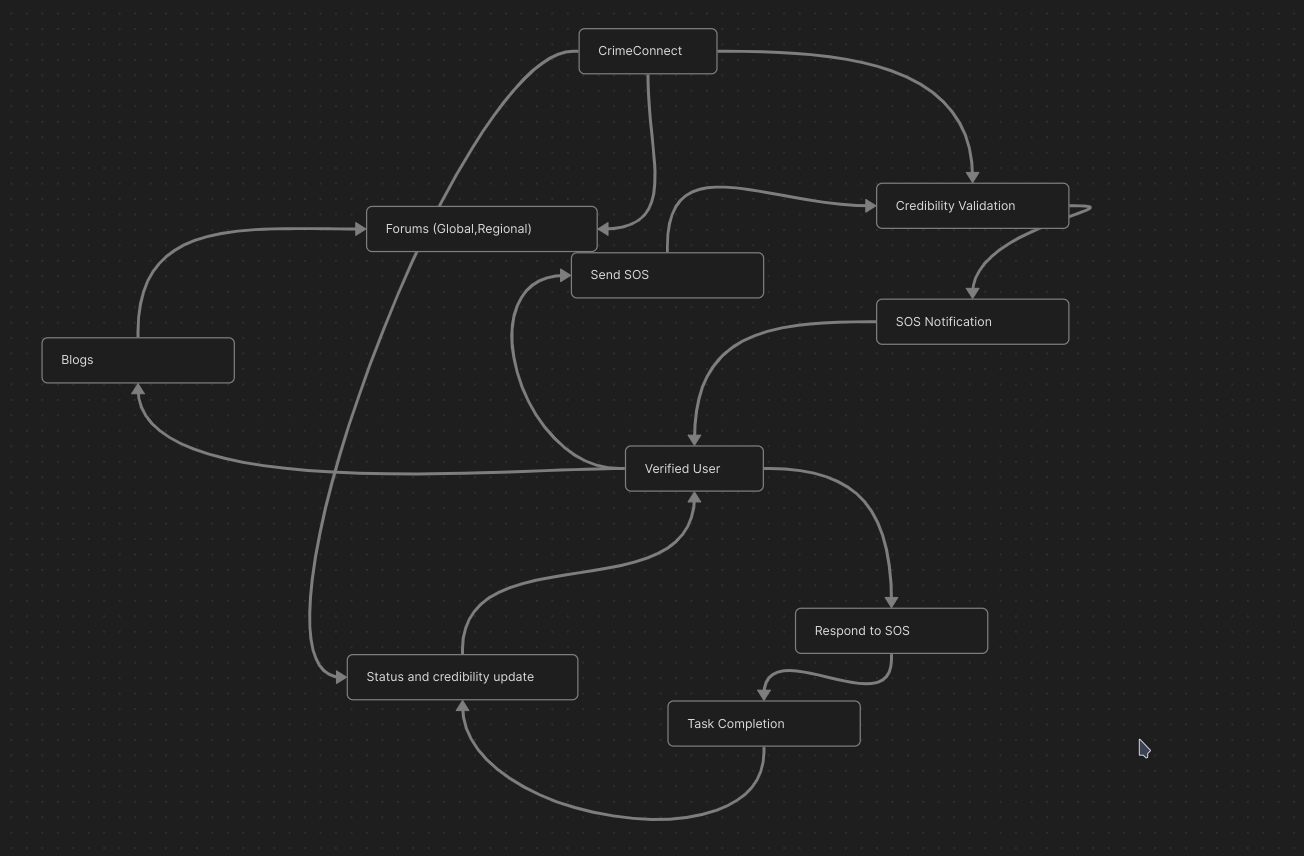 CrimeConnect
Credibility Validation
Forums (Global,Regional)
Send SOS
SOS Notification
Blogs
Verified User
Respond to SOS
Status and credibility update
Task Completion